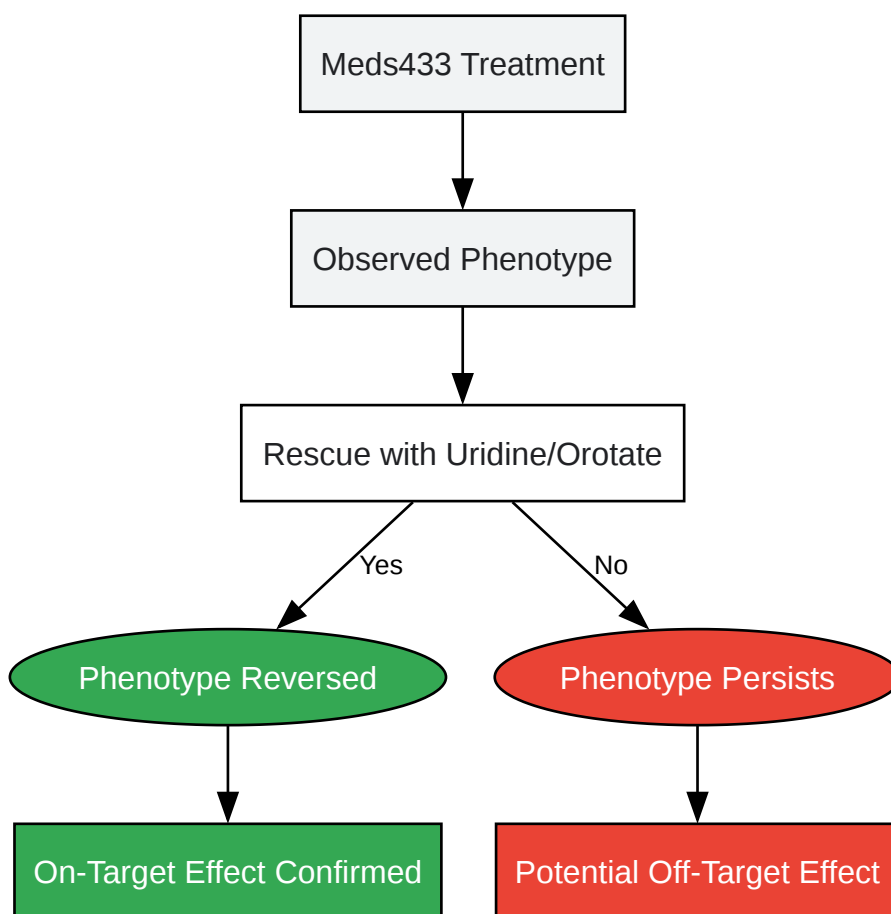 Meds433 Treatment
Observed Phenotype
Rescue with Uridine/Orotate
Yes
No
Phenotype Reversed
Phenotype Persists
On-Target Effect Confirmed
Potential Off-Target Effect